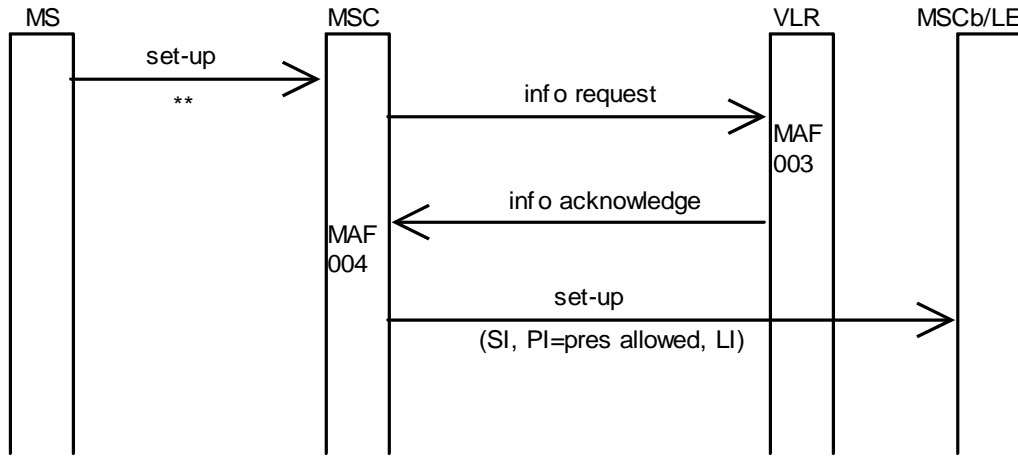 MS MSC VLR MSCb/LE
set-up
**
info request
MAF
003
info acknowledge
MAF
004
set-up
(SI, PI=pres allowed, LI)